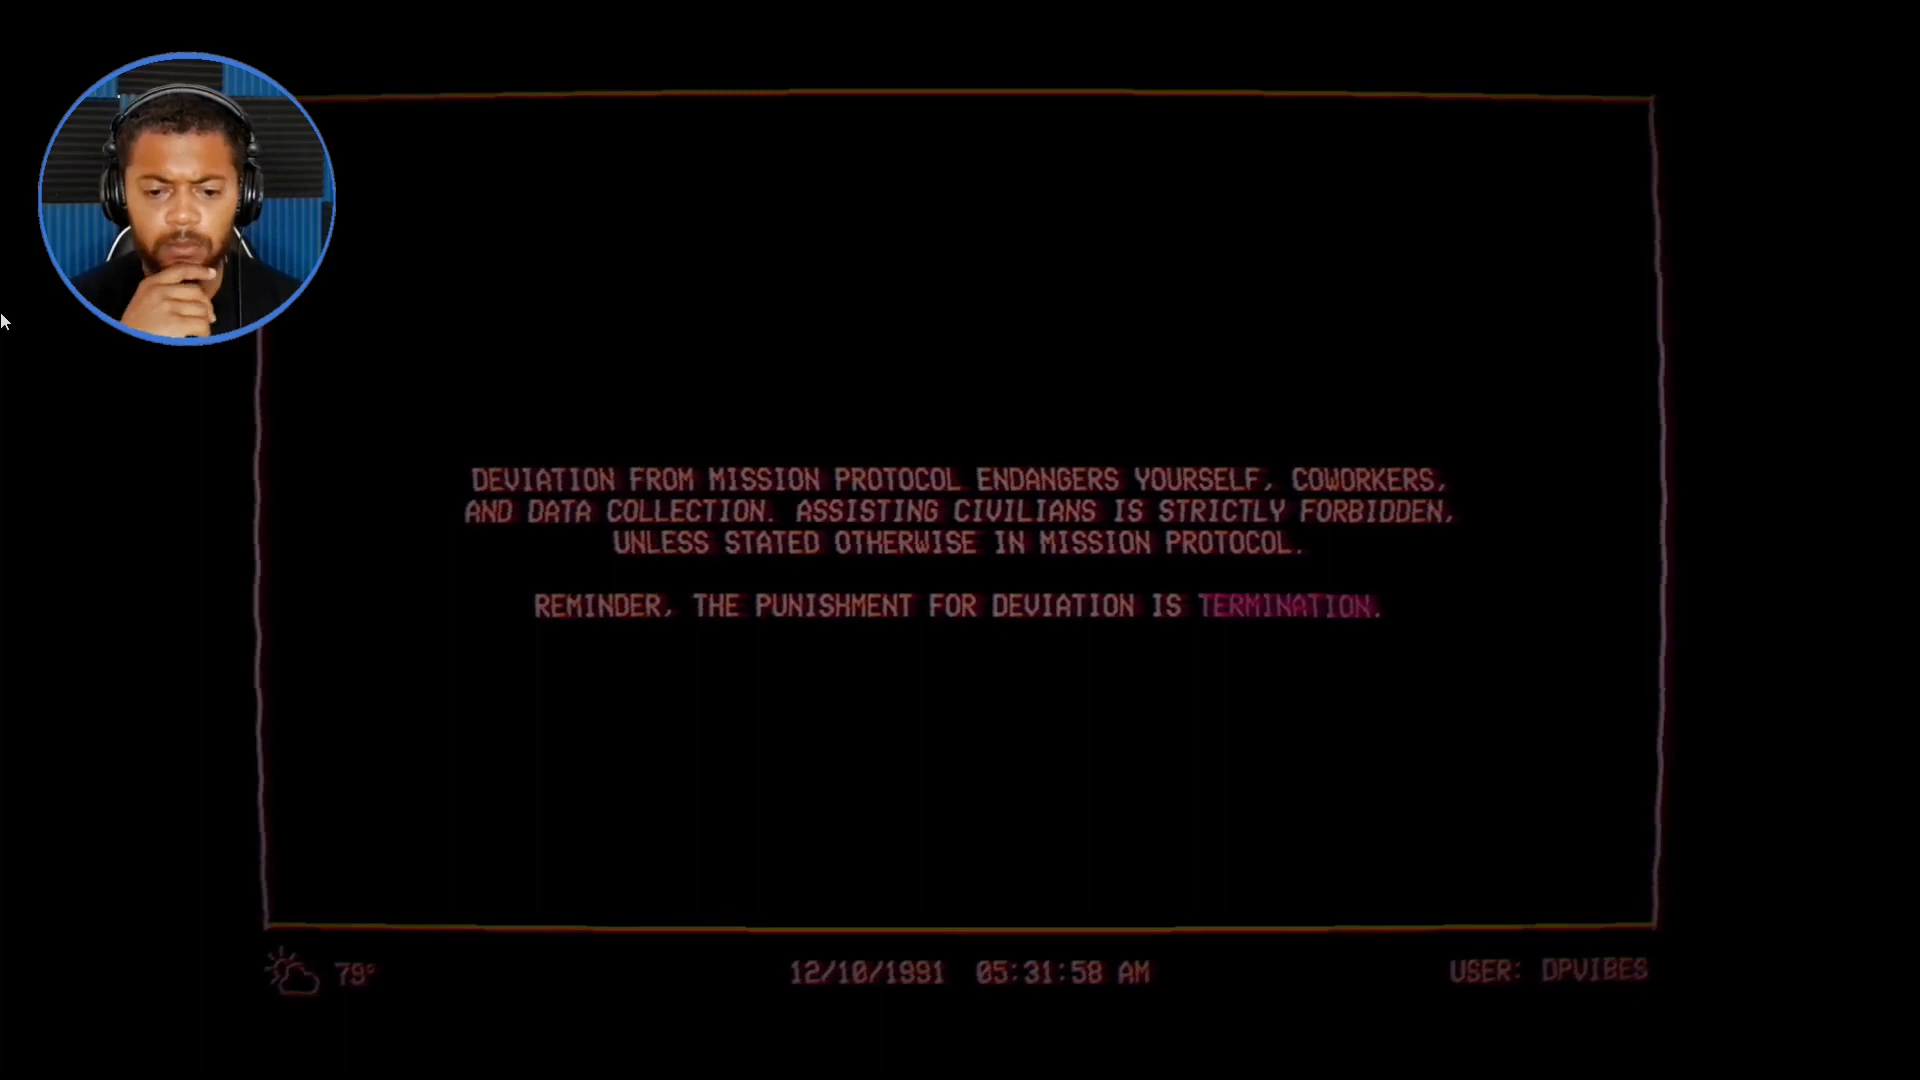 DEVIATION FROM MISSION PROTOCOL ENDANGERS YOURSELF, COWORKERS,
AND DATA COLLECTION. ASSISTING CIVILIANS IS STRICTLY FORBIDDEN,
UNLESS STATED OTHERWISE IN MISSION PROTOCOL.
REMINDER, THE PUNISHMENT FOR DEVIATION IS TERMINATION.
79° 12/10/1991 05:31:58 AM USER: DPVIBES